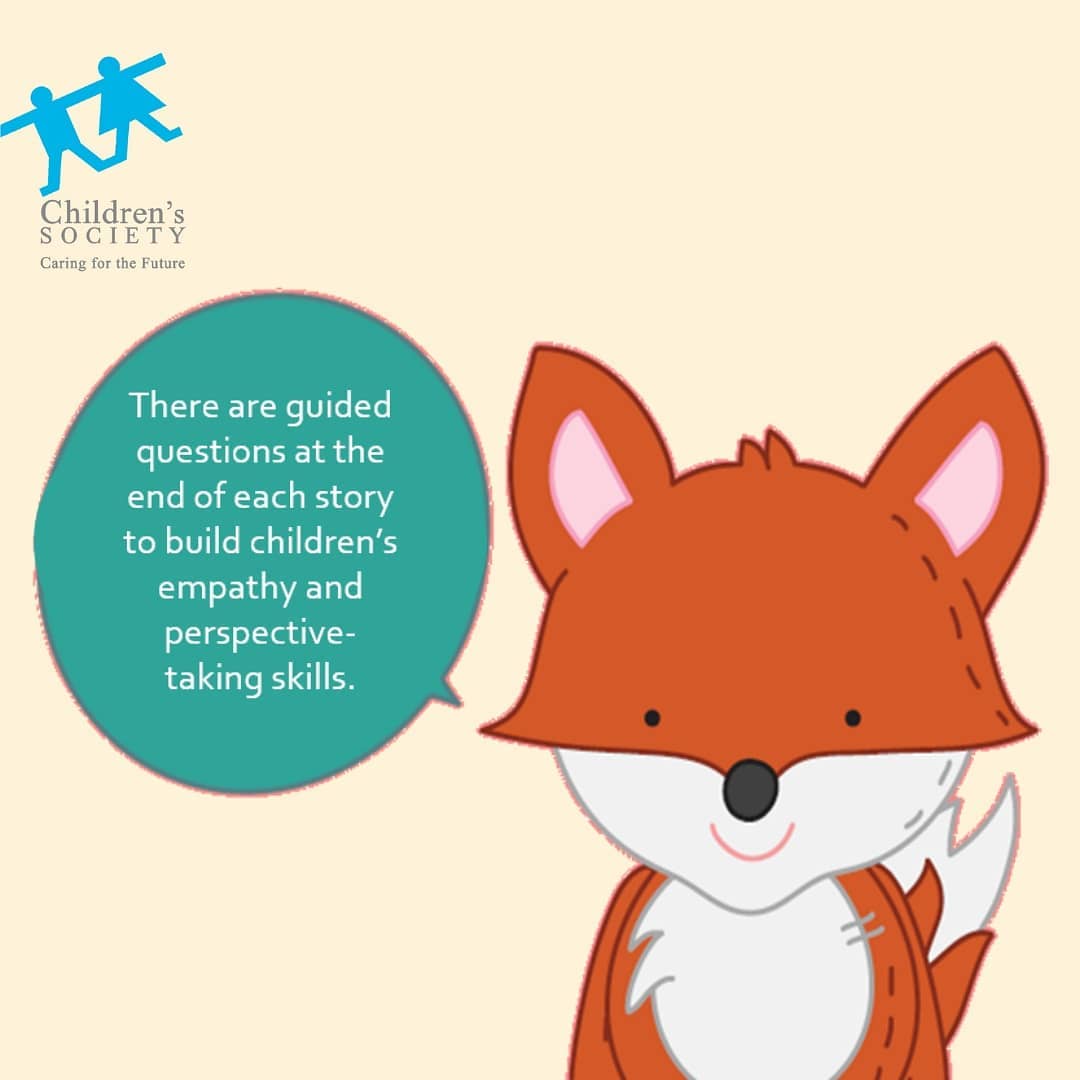 Children's
SOCIETY
Caring for the Future
There are guided
questions at the
end of each story
to build children's
empathy and
perspective-
taking skills.